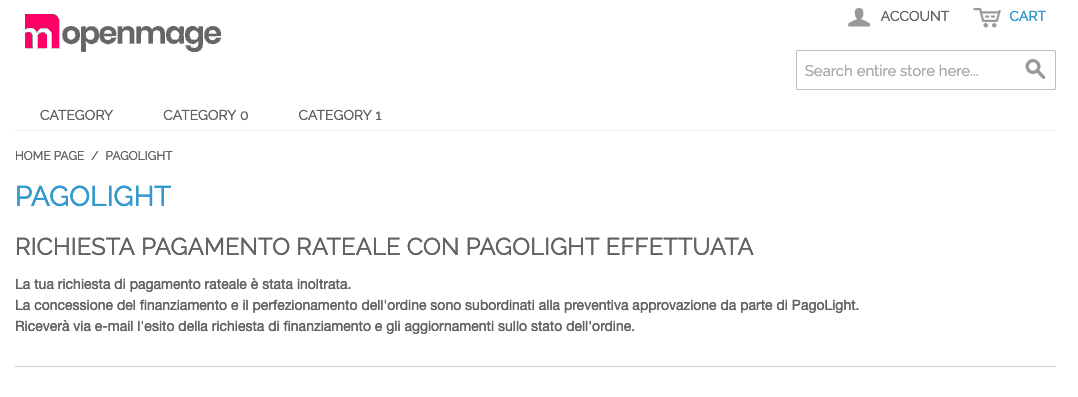 openmage
ACCOUNT CART
Search entire store here...
CATEGORY CATEGORY 0 CATEGORY 1
HOME PAGE / PAGOLIGHT
PAGOLIGHT
RICHIESTA PAGAMENTO RATEALE CON PAGOLIGHT EFFETTUATA
La tua richiesta di pagamento rateale è stata inoltrata.
La concessione del finanziamento e il perfezionamento dell'ordine sono subordinati alla preventiva approvazione da parte di PagoLight.
Riceverà via e-mail l'esito della richiesta di finanziamento e gli aggiornamenti sullo stato dell'ordine.